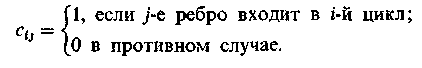 c_{ij} = { 1, если j-е ребро входит в i-й цикл;
0 в противном случае.